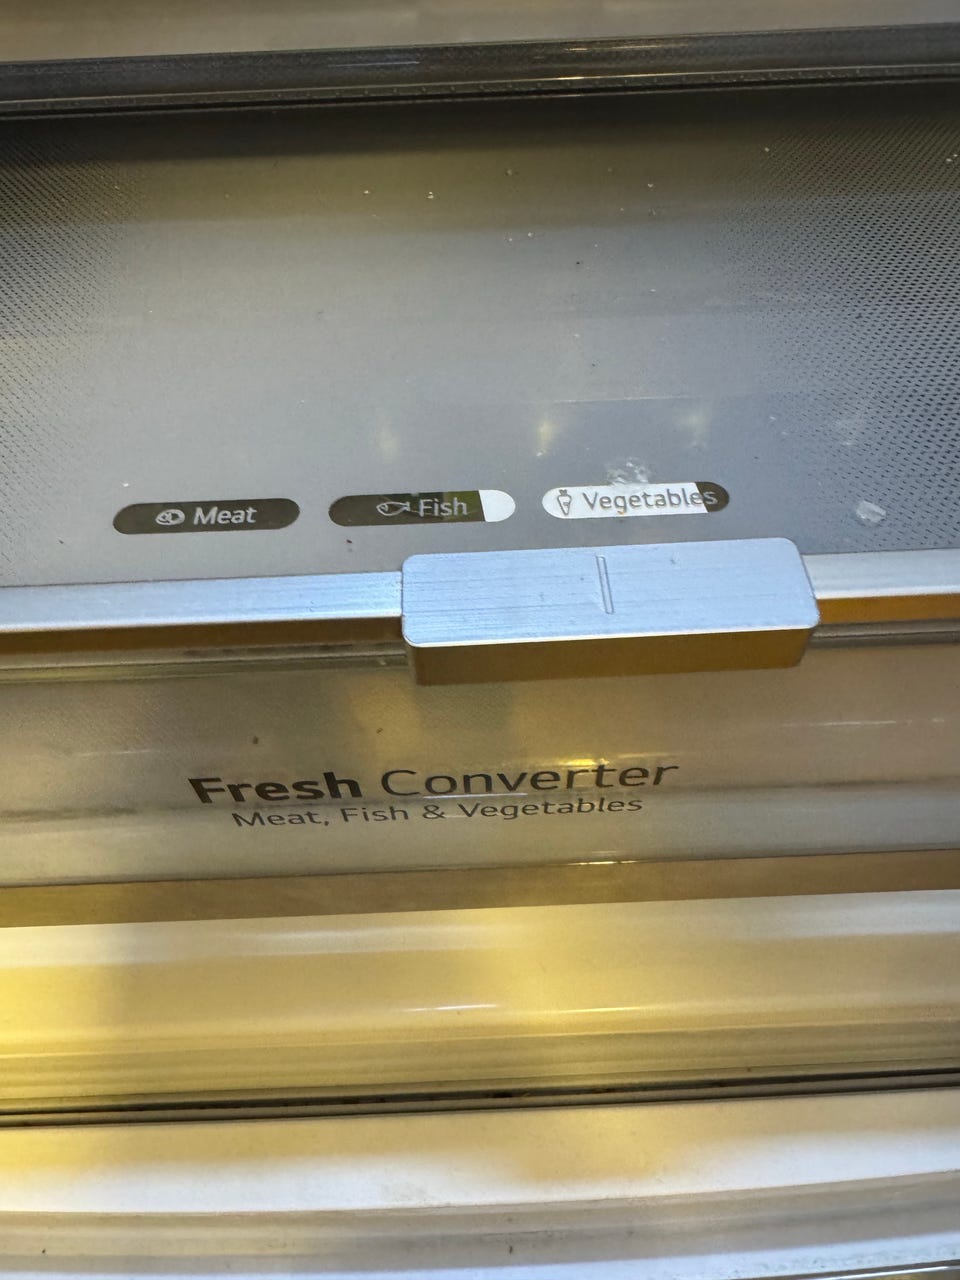 Meat Fish Vegetables
Fresh Converter
Meat, Fish & Vegetables